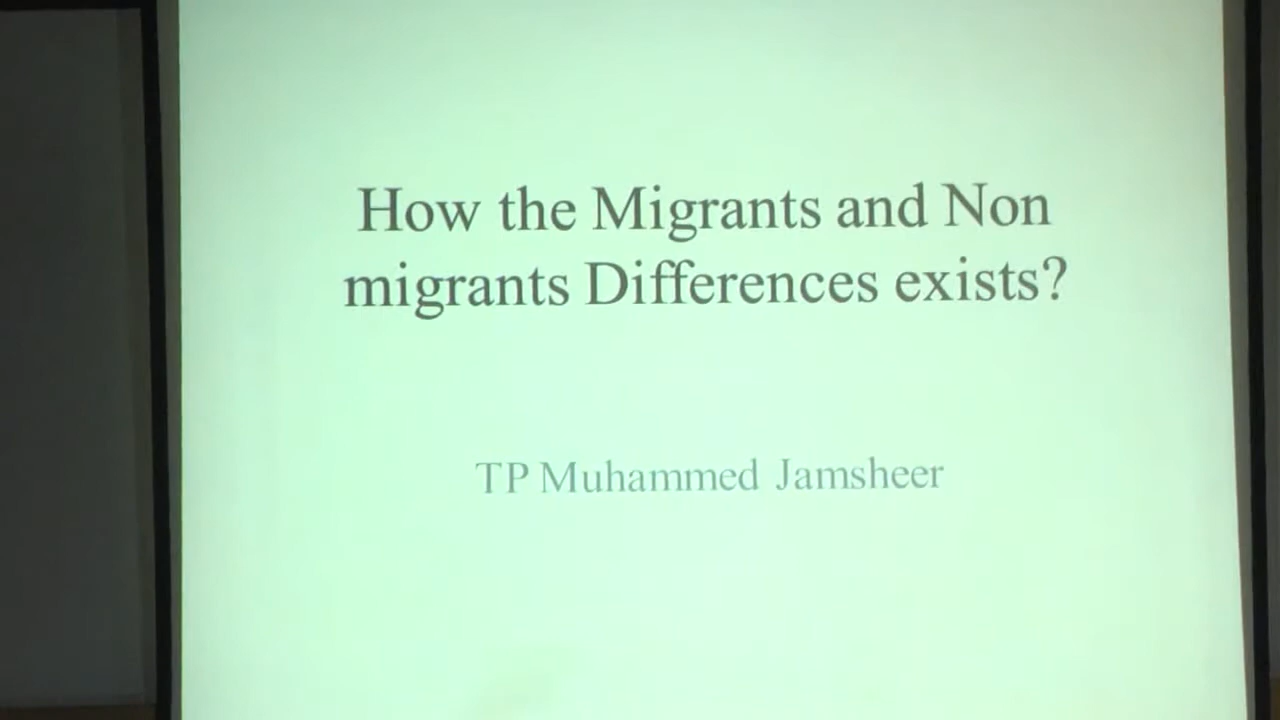 How the Migrants and Non
migrants Differences exists?
TP Muhammed Jamsheer